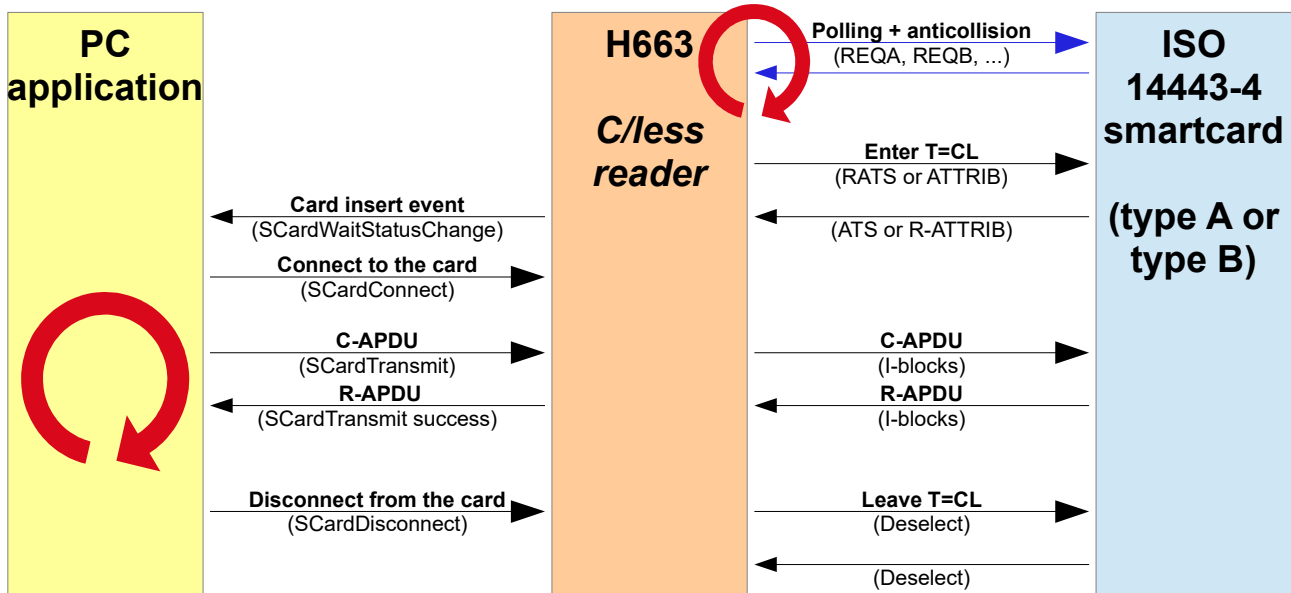 PC
application
H663
C/less
reader
ISO
14443-4
smartcard
(type A or
type B)
Polling + anticollision
(REQA, REQB, ...)
Enter T=CL
(RATS or ATTRIB)
Card insert event
(SCardWaitStatusChange)
(ATS or R-ATTRIB)
Connect to the card
(SCardConnect)
C-APDU
(SCardTransmit)
C-APDU
(I-blocks)
R-APDU
(SCardTransmit success)
R-APDU
(I-blocks)
Disconnect from the card
(SCardDisconnect)
Leave T=CL
(Deselect)
(Deselect)